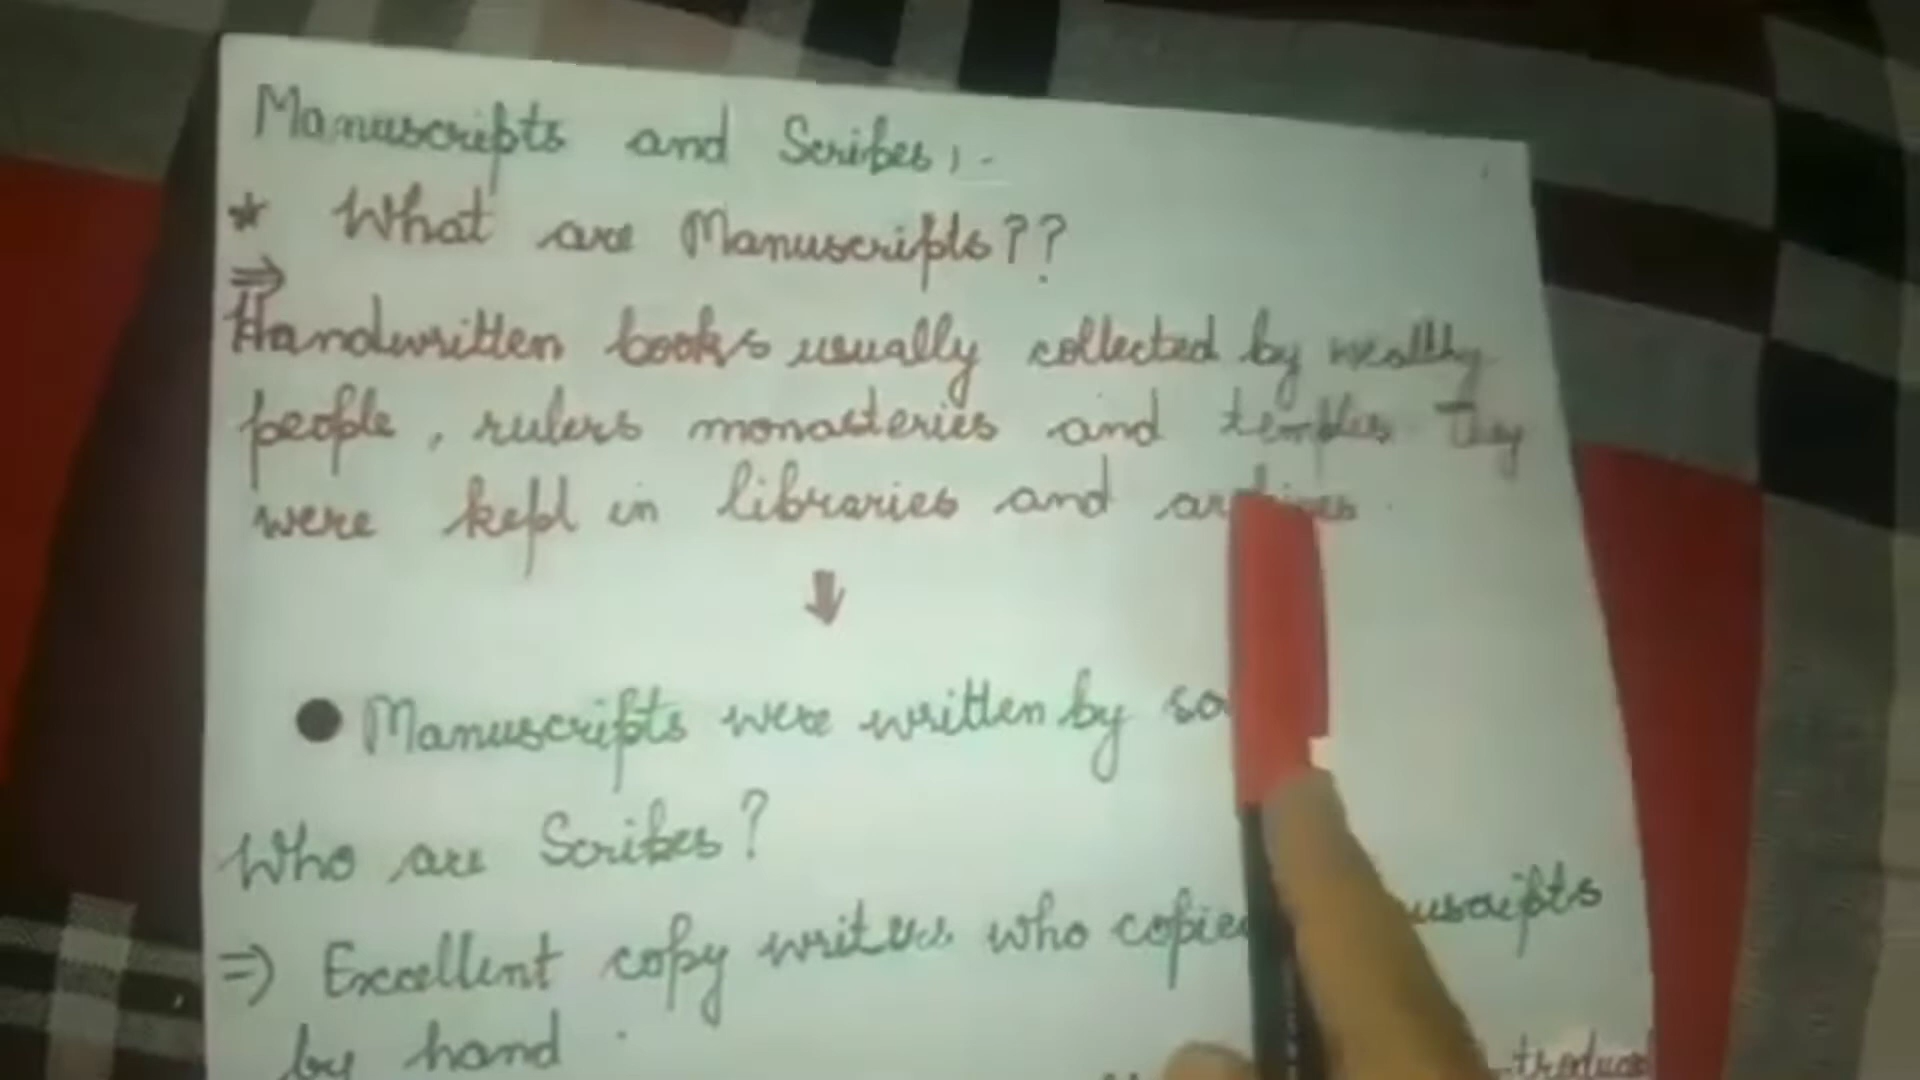 Manuscripts and Scribes:-
* What are Manuscripts??
⇒
Handwritten books usually collected by wealthy
people, rulers monasteries and temples. They
were kept in libraries and archives.
● Manuscripts were written by
Who are Scribes?
⇒ Excellent copy writers who
by hand.